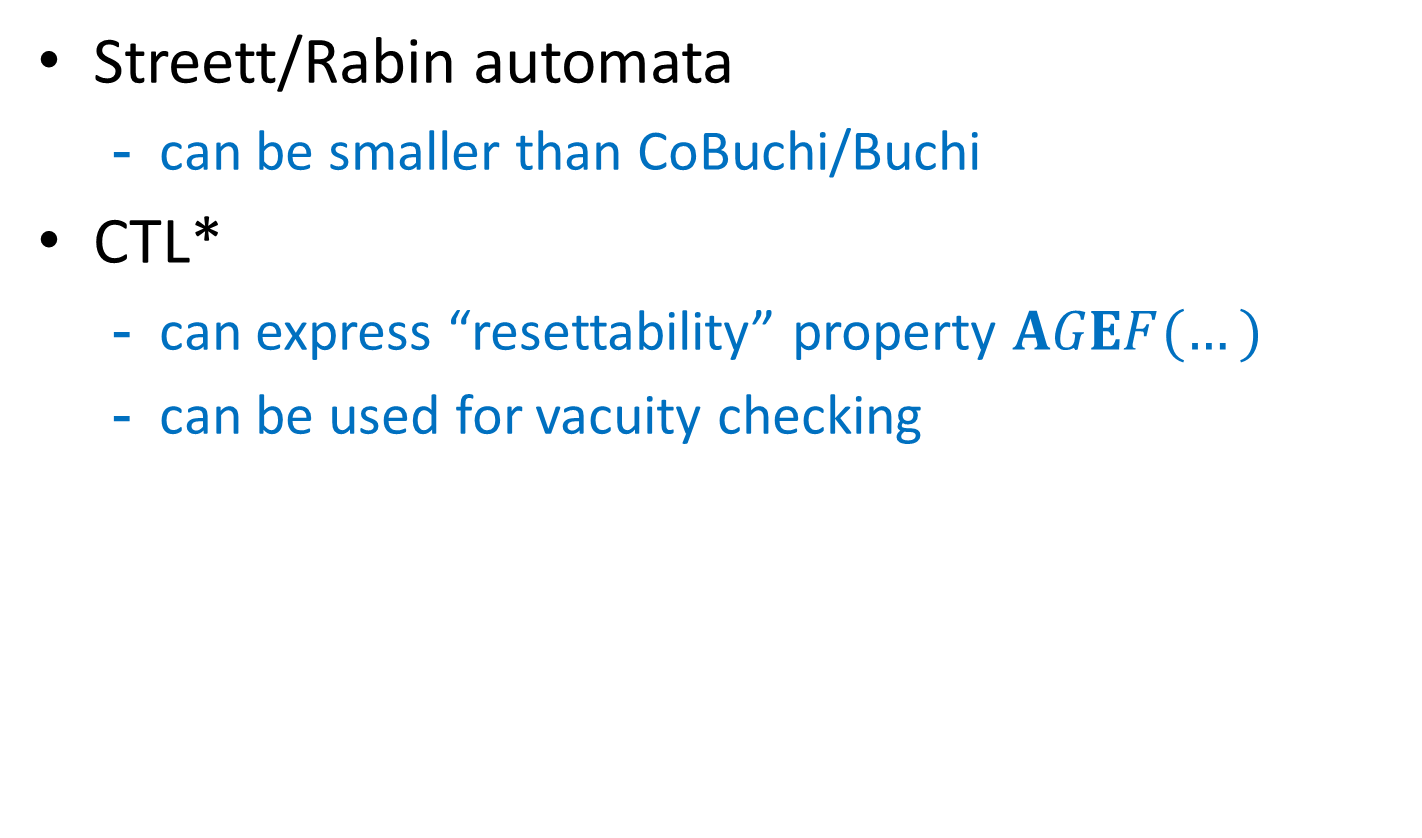 • Streett/Rabin automata
- can be smaller than CoBuchi/Buchi
• CTL*
- can express “resettability” property AGEF(… )
- can be used for vacuity checking